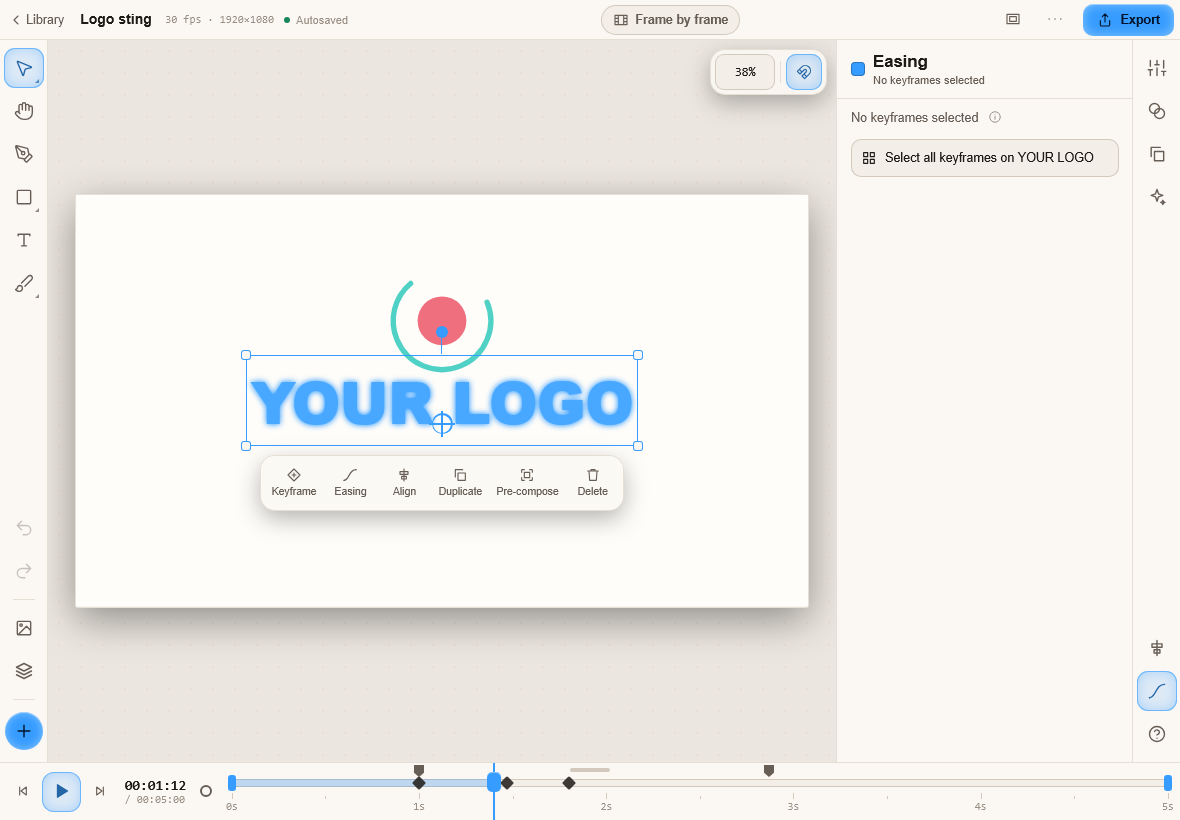 Library
Logo sting
30 fps · 1920×1080
Autosaved
Frame by frame
Export
38%
Easing
No keyframes selected
No keyframes selected
Select all keyframes on YOUR LOGO
YOUR LOGO
Keyframe
Easing
Align
Duplicate
Pre-compose
Delete
00:01:12
/ 00:05:00
0s
1s
2s
3s
4s
5s